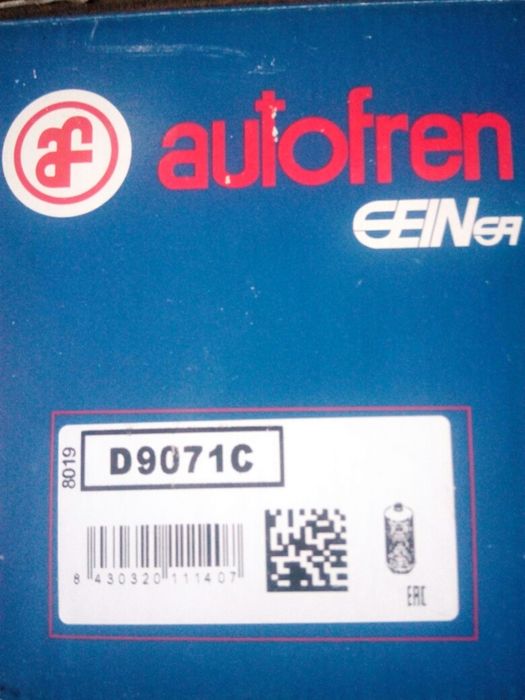 af autofren
SEINsa
8019
D9071C
8 430320 111407
EAC